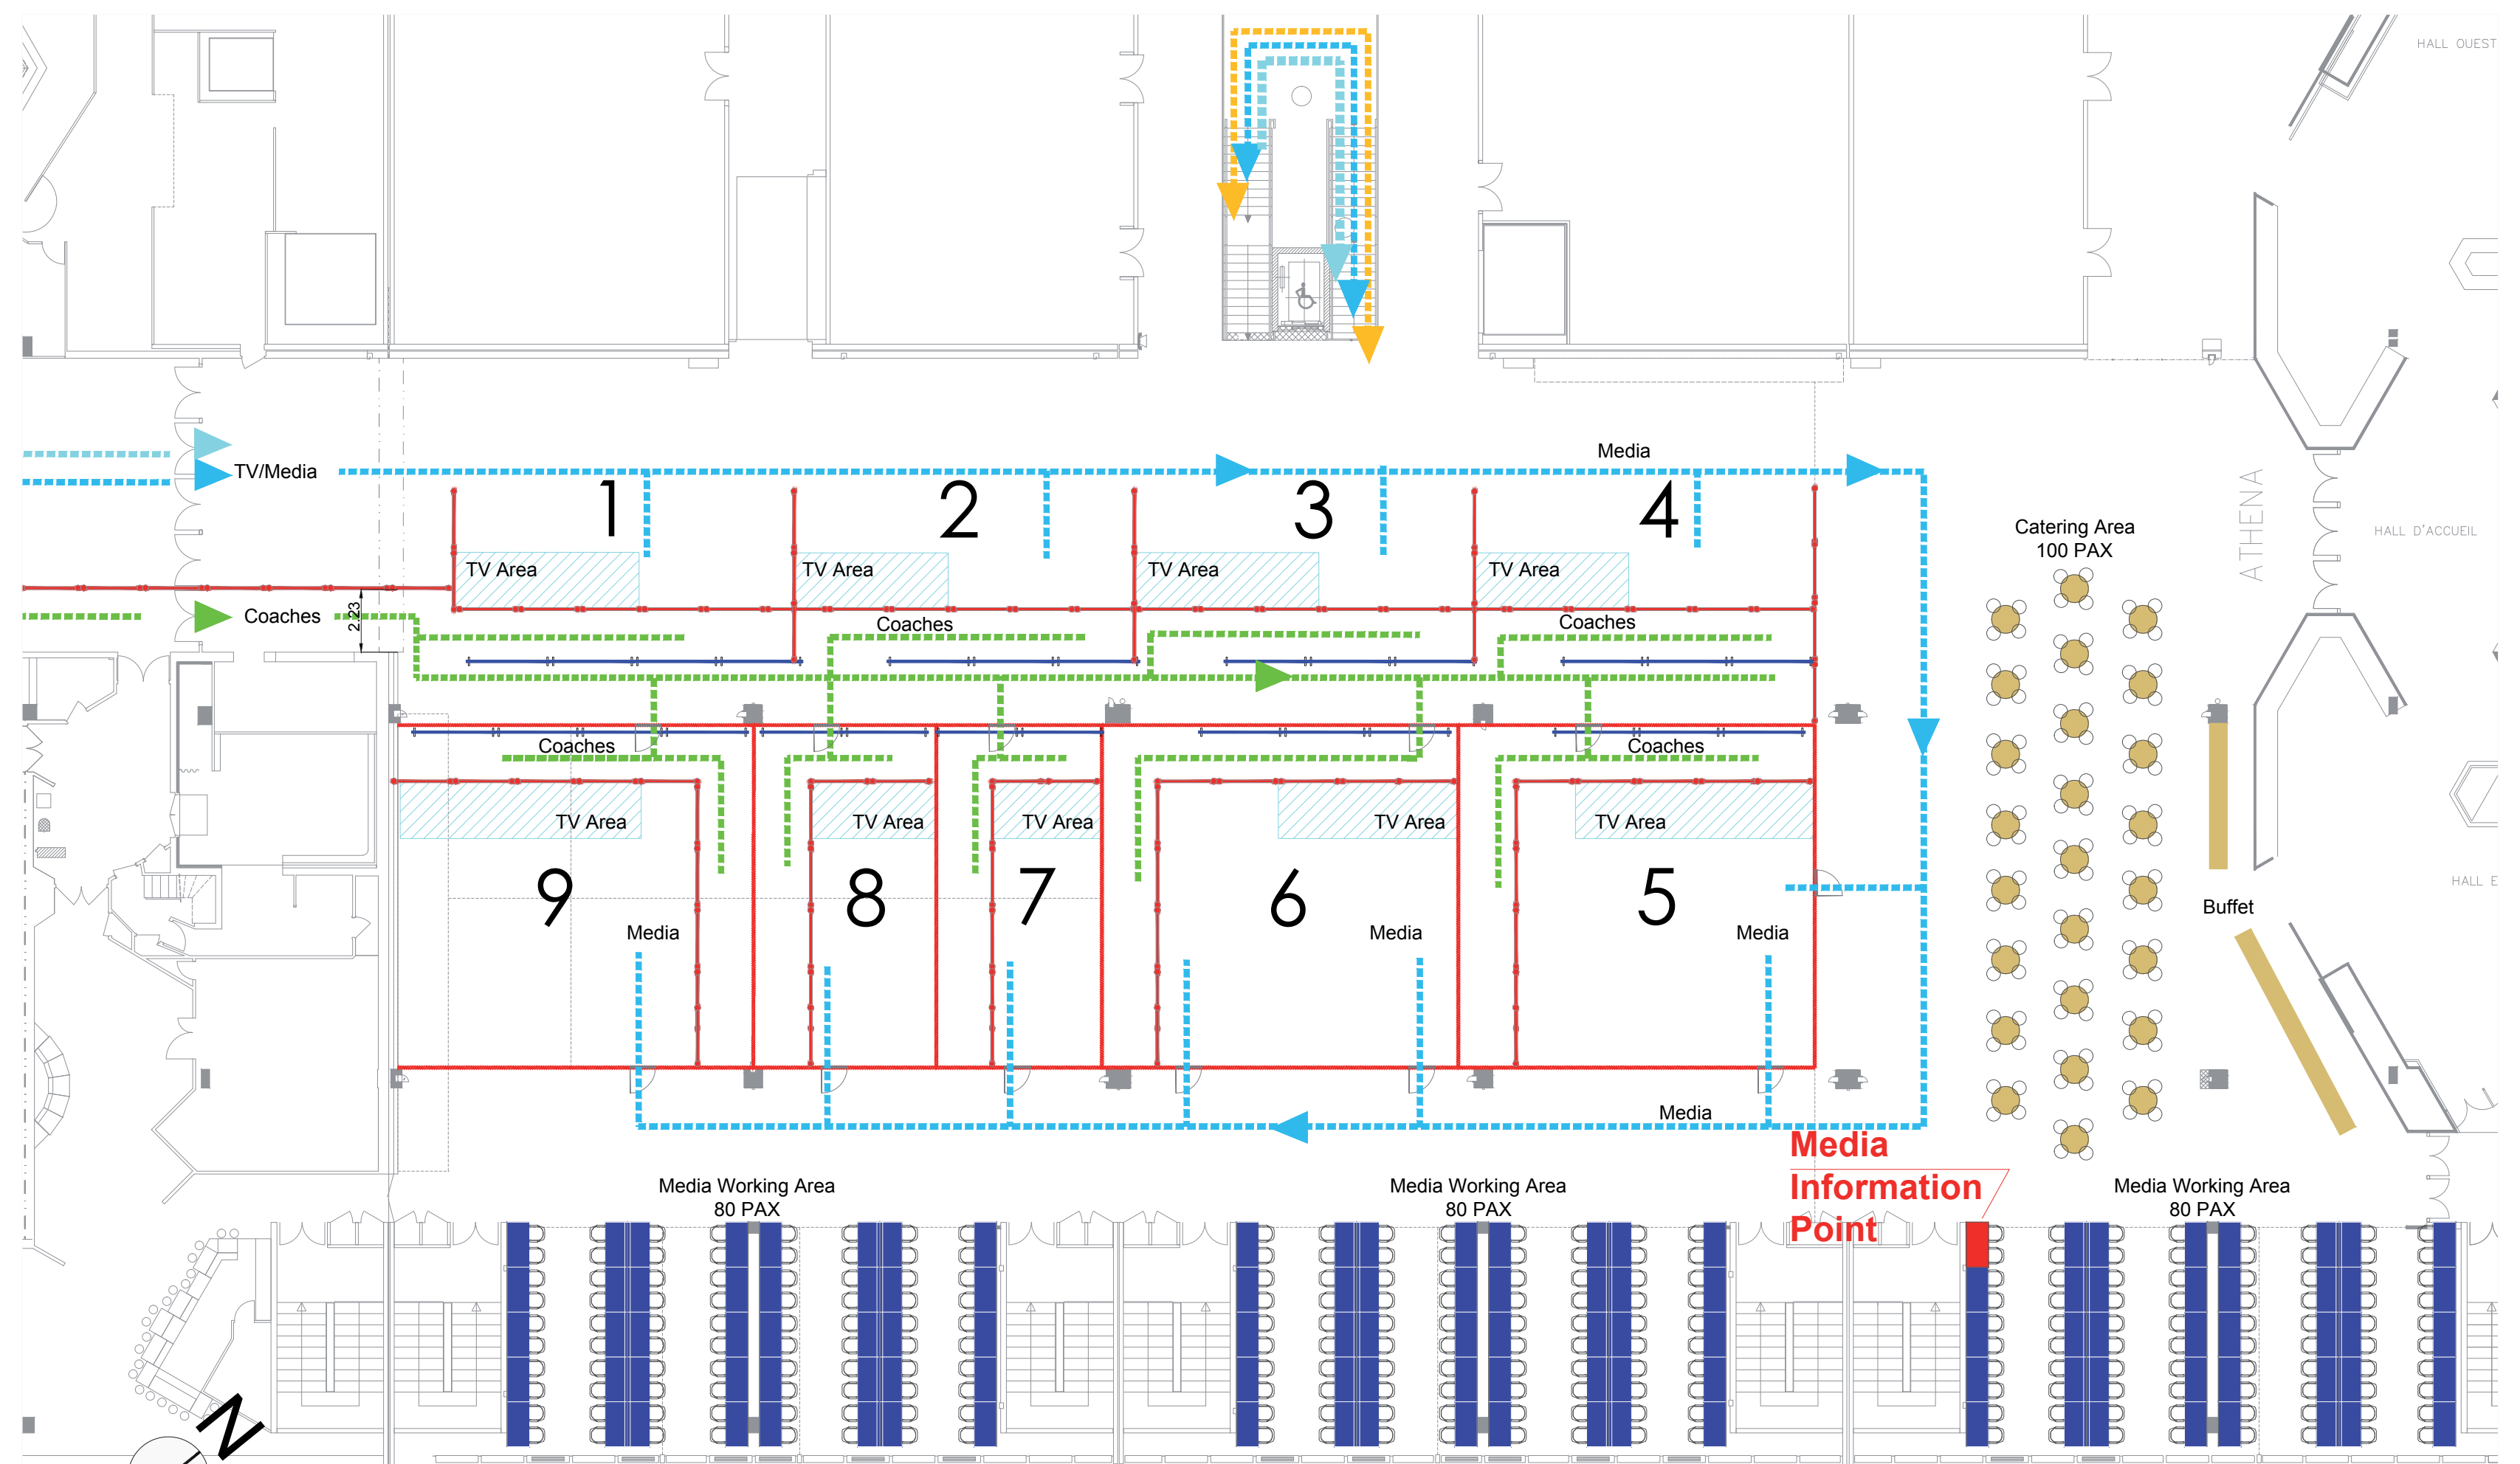 HALL OUEST
Media
TV/Media
1
2
3
4
ATHENA
HALL D'ACCUEIL
Catering Area
100 PAX
TV Area
TV Area
TV Area
TV Area
Coaches
2.23
Coaches
Coaches
Coaches
Coaches
TV Area
TV Area
TV Area
TV Area
TV Area
9
8
7
6
5
HALL E
Buffet
Media
Media
Media
Media
Media
Information
Point
Media Working Area
80 PAX
Media Working Area
80 PAX
Media Working Area
80 PAX
N